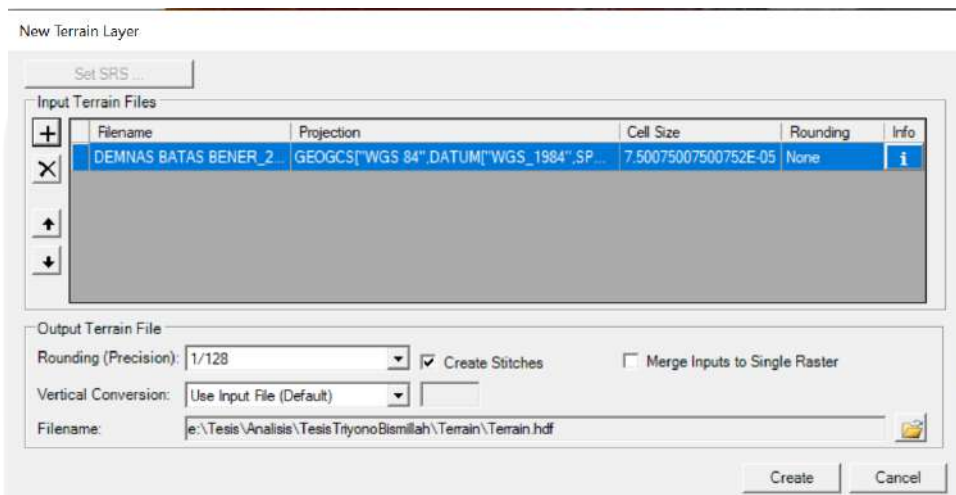 New Terrain Layer
Set SRS ...
Input Terrain Files
Filename Projection Cell Size Rounding Info
DEMNAS BATAS BENER_2... GEOGCS["WGS 84",DATUM["WGS_1984",SP... 7.50075007500752E-05 None i
Output Terrain File
Rounding (Precision): 1/128 Create Stitches Merge Inputs to Single Raster
Vertical Conversion: Use Input File (Default)
Filename: e:\Tesis\Analisis\TesisTriyonoBismillah\Terrain\Terrain.hdf
Create Cancel